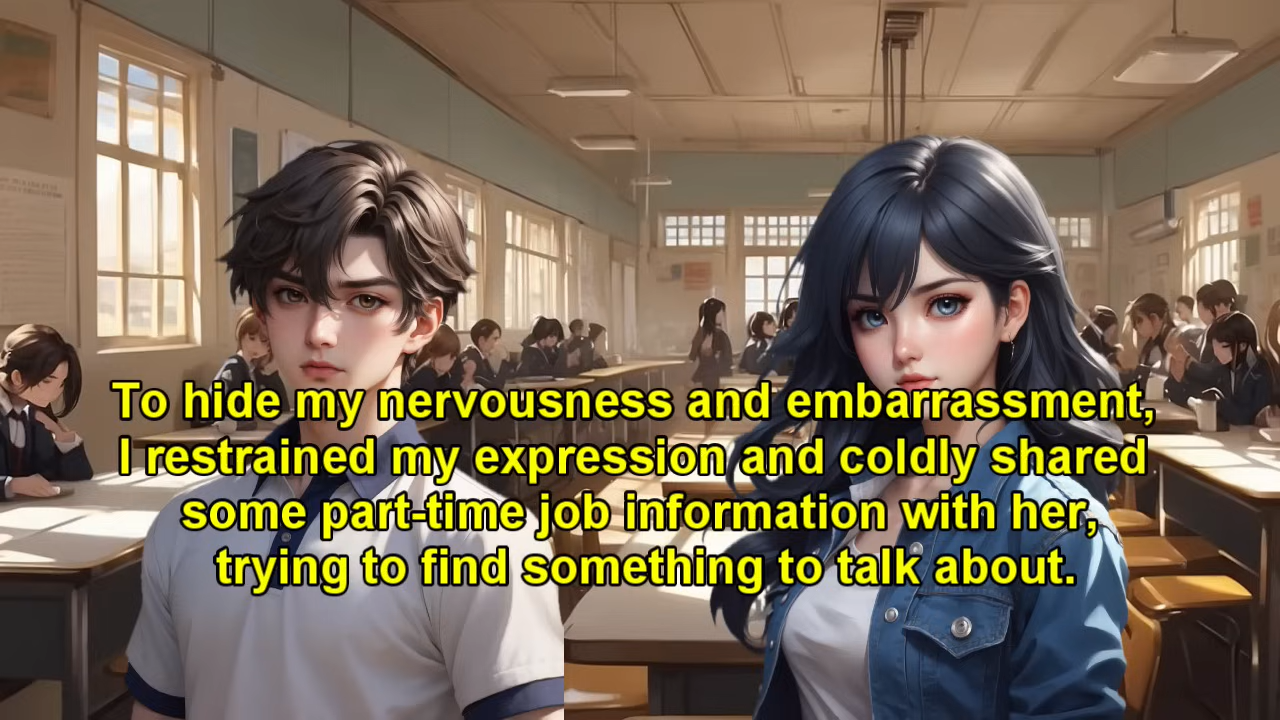 To hide my nervousness and embarrassment,
I restrained my expression and coldly shared
some part-time job information with her,
trying to find something to talk about.